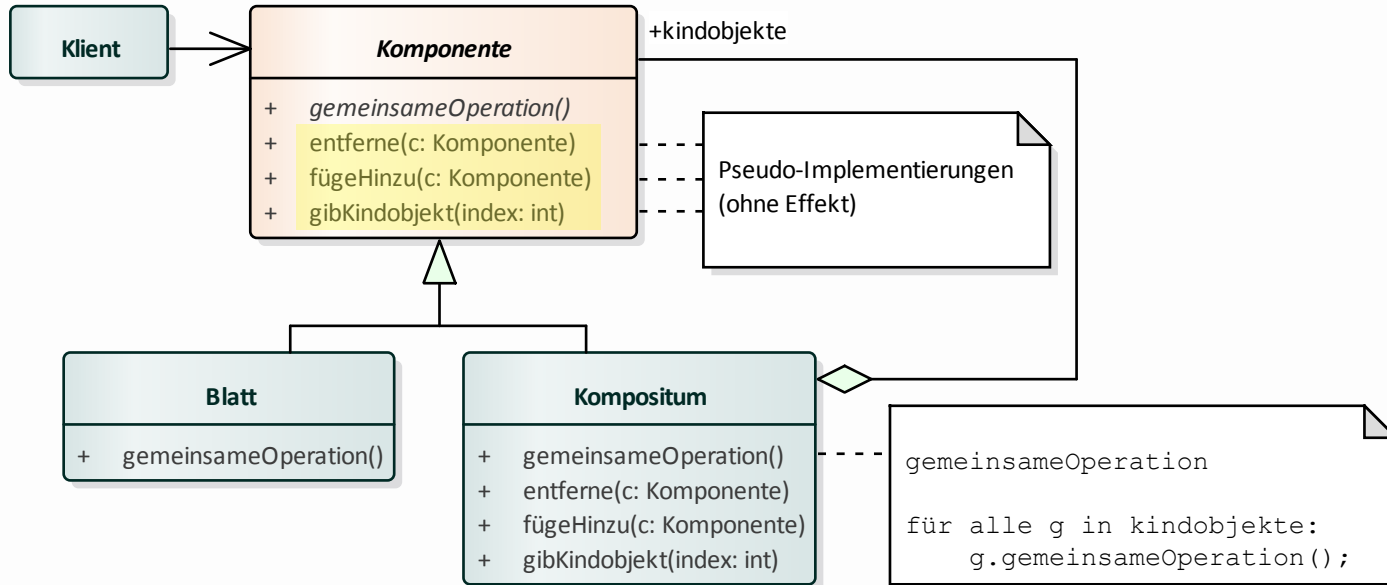 Klient
Komponente
+kindobjekte
+ gemeinsameOperation()
+ entferne(c: Komponente)
+ fügeHinzu(c: Komponente)
+ gibKindobjekt(index: int)
Pseudo-Implementierungen
(ohne Effekt)
Blatt
+ gemeinsameOperation()
Kompositum
+ gemeinsameOperation()
+ entferne(c: Komponente)
+ fügeHinzu(c: Komponente)
+ gibKindobjekt(index: int)
gemeinsameOperation
für alle g in kindobjekte:
g.gemeinsameOperation();